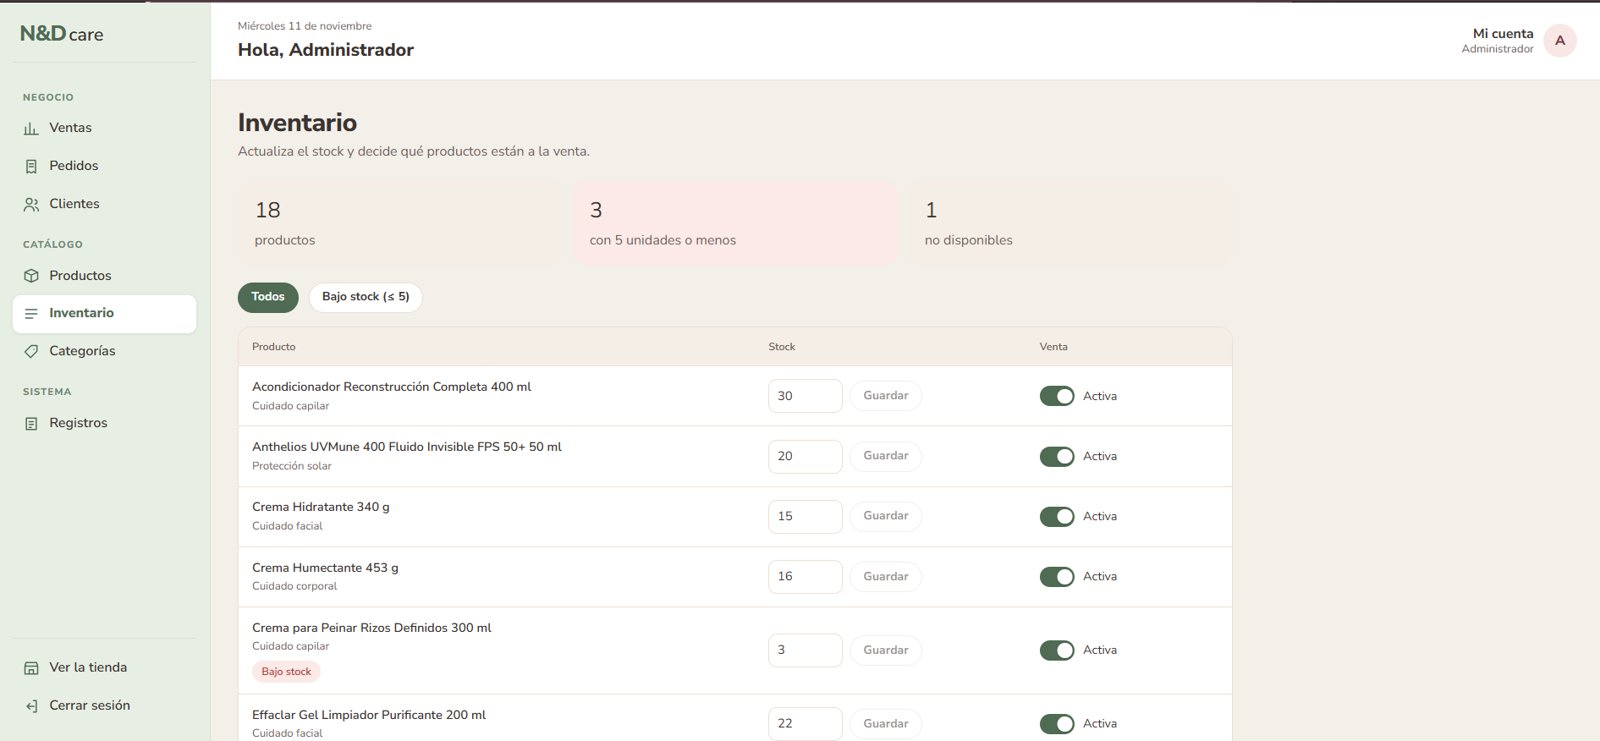 N&D care
Miércoles 11 de noviembre
Hola, Administrador
Mi cuenta
Administrador
A
NEGOCIO
Ventas
Pedidos
Clientes
CATÁLOGO
Productos
Inventario
Categorías
SISTEMA
Registros
Ver la tienda
Cerrar sesión
Inventario
Actualiza el stock y decide qué productos están a la venta.
18
productos
3
con 5 unidades o menos
1
no disponibles
Todos
Bajo stock (≤ 5)
Producto Stock Venta
Acondicionador Reconstrucción Completa 400 ml
Cuidado capilar
30 Guardar Activa
Anthelios UVMune 400 Fluido Invisible FPS 50+ 50 ml
Protección solar
20 Guardar Activa
Crema Hidratante 340 g
Cuidado facial
15 Guardar Activa
Crema Humectante 453 g
Cuidado corporal
16 Guardar Activa
Crema para Peinar Rizos Definidos 300 ml
Cuidado capilar
Bajo stock
3 Guardar Activa
Effaclar Gel Limpiador Purificante 200 ml
Cuidado facial
22 Guardar Activa